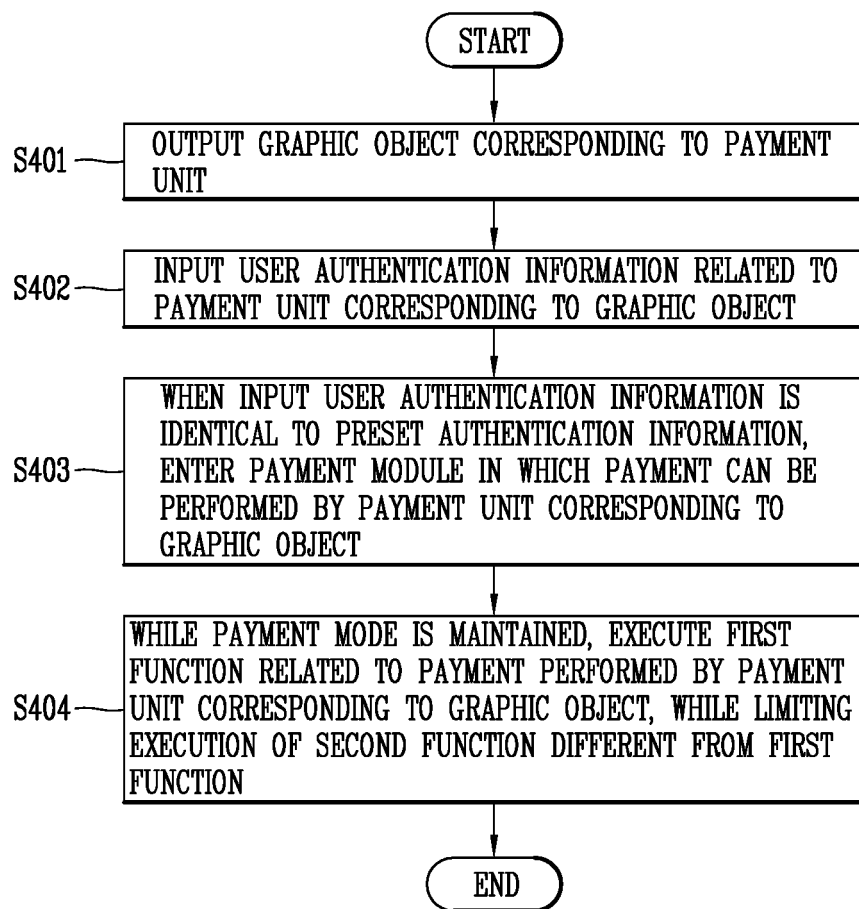 START
S401
OUTPUT GRAPHIC OBJECT CORRESPONDING TO PAYMENT
UNIT
S402
INPUT USER AUTHENTICATION INFORMATION RELATED TO
PAYMENT UNIT CORRESPONDING TO GRAPHIC OBJECT
S403
WHEN INPUT USER AUTHENTICATION INFORMATION IS
IDENTICAL TO PRESET AUTHENTICATION INFORMATION,
ENTER PAYMENT MODULE IN WHICH PAYMENT CAN BE
PERFORMED BY PAYMENT UNIT CORRESPONDING TO
GRAPHIC OBJECT
S404
WHILE PAYMENT MODE IS MAINTAINED, EXECUTE FIRST
FUNCTION RELATED TO PAYMENT PERFORMED BY PAYMENT
UNIT CORRESPONDING TO GRAPHIC OBJECT, WHILE LIMITING
EXECUTION OF SECOND FUNCTION DIFFERENT FROM FIRST
FUNCTION
END